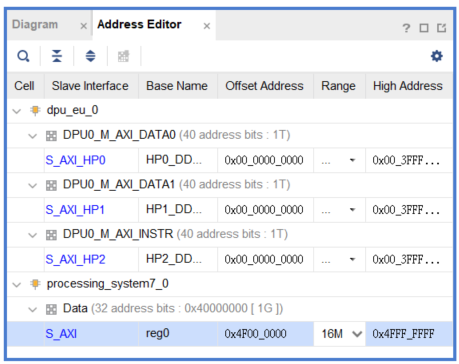 Diagram × Address Editor × ?
Cell Slave Interface Base Name Offset Address Range High Address
dpu_eu_0
DPU0_M_AXI_DATA0 (40 address bits : 1T)
S_AXI_HP0 HP0_DD... 0x00_0000_0000 ... 0x00_3FFF...
DPU0_M_AXI_DATA1 (40 address bits : 1T)
S_AXI_HP1 HP1_DD... 0x00_0000_0000 ... 0x00_3FFF...
DPU0_M_AXI_INSTR (40 address bits : 1T)
S_AXI_HP2 HP2_DD... 0x00_0000_0000 ... 0x00_3FFF...
processing_system7_0
Data (32 address bits : 0x40000000 [ 1G ])
S_AXI reg0 0x4F00_0000 16M 0x4FFF_FFFF